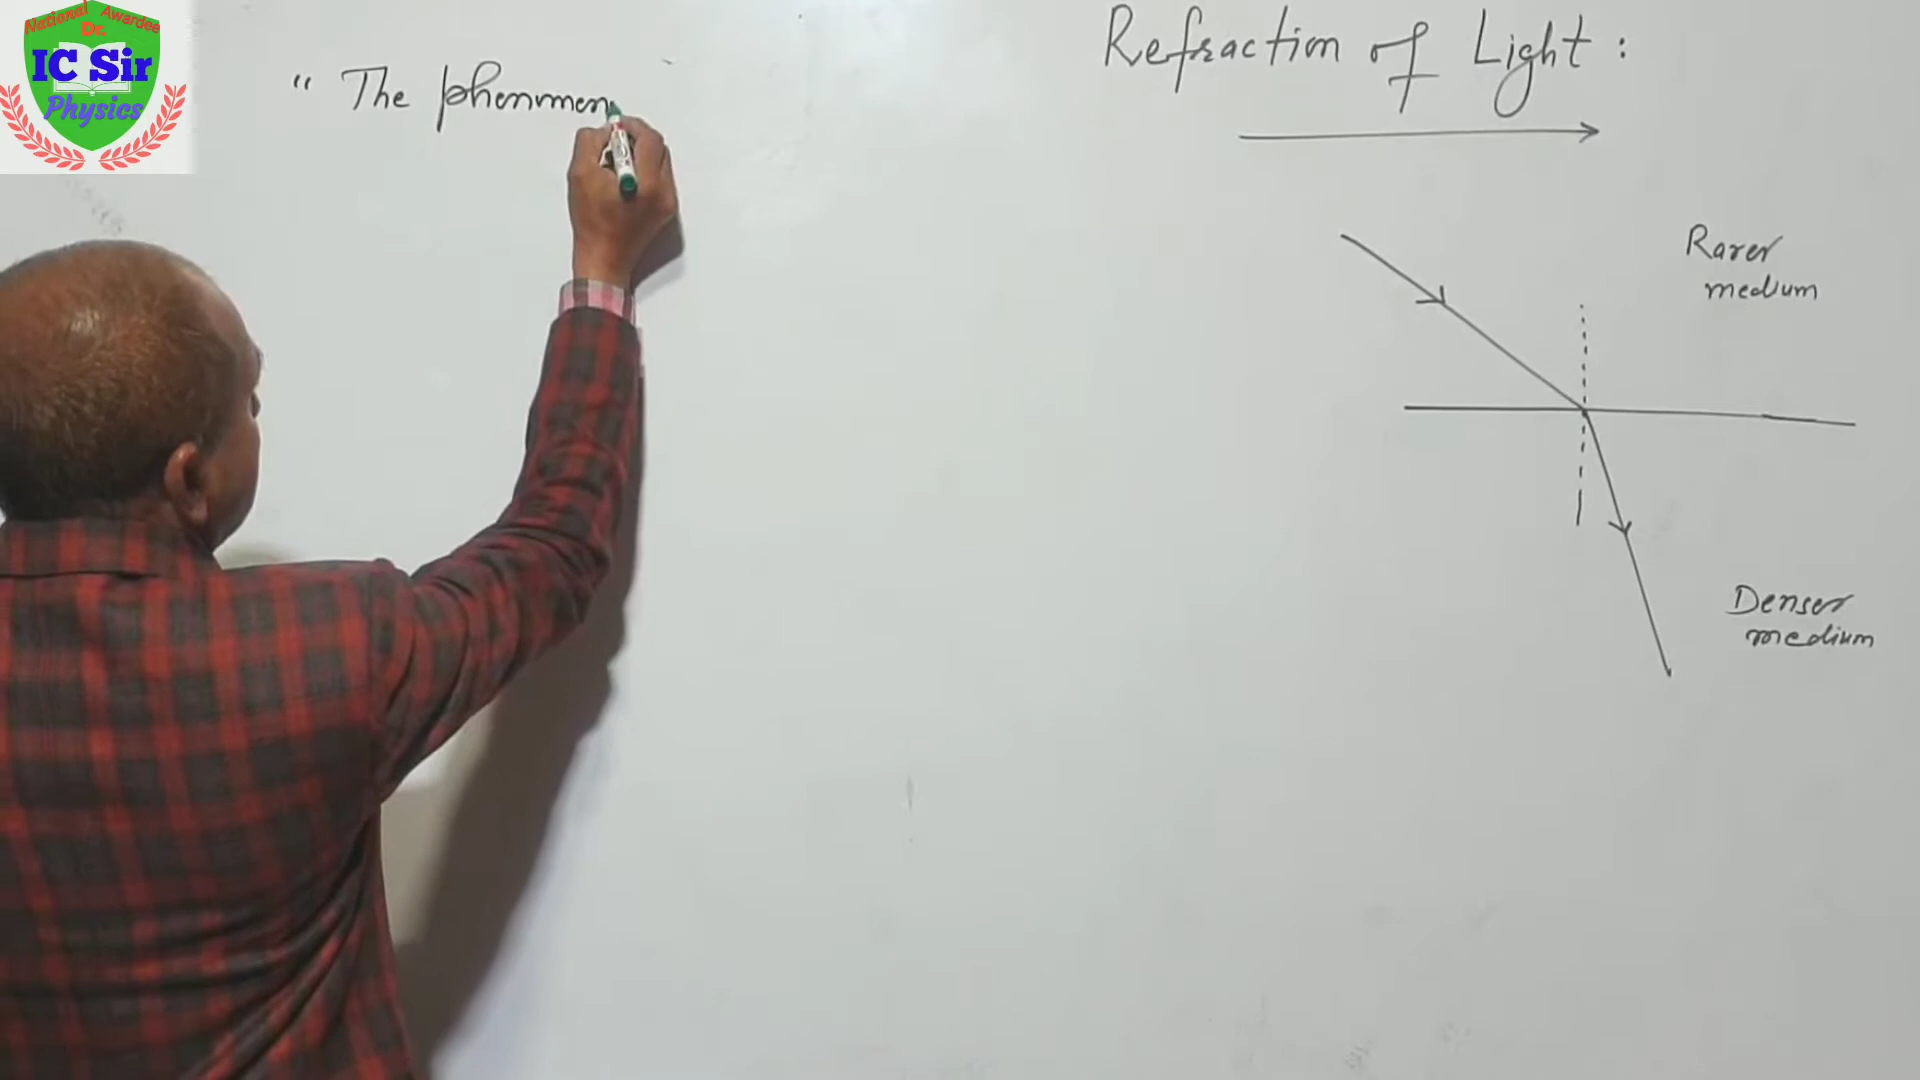 National Awardee
Dr.
IC Sir
Physics
Refraction of Light :
" The phenomen
Rarer
medium
Denser
medium